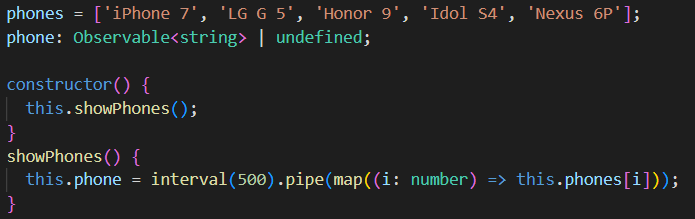 phones = ['iPhone 7', 'LG G 5', 'Honor 9', 'Idol S4', 'Nexus 6P'];
phone: Observable<string> | undefined;
constructor() {
this.showPhones();
}
showPhones() {
this.phone = interval(500).pipe(map((i: number) => this.phones[i]));
}